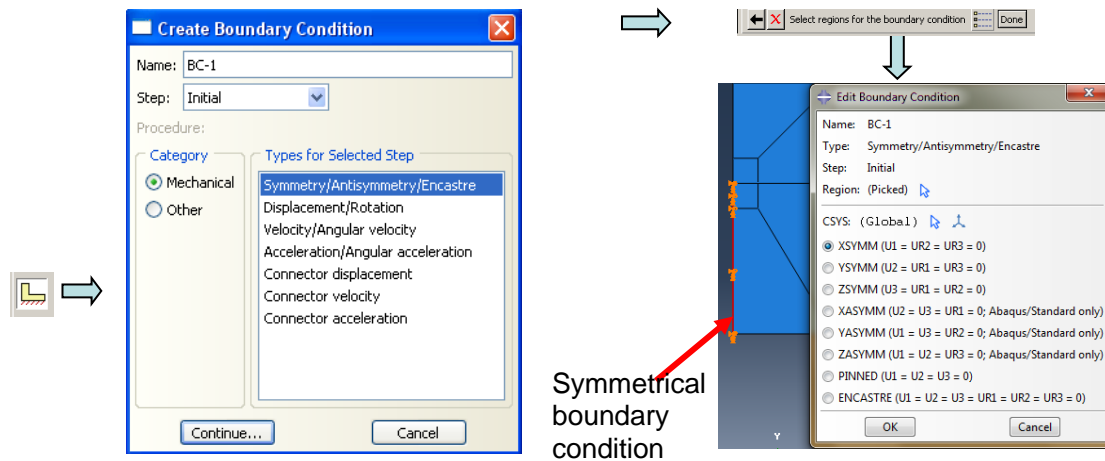 Create Boundary Condition
Name: BC-1
Step: Initial
Procedure:
Category
Mechanical
Other
Types for Selected Step
Symmetry/Antisymmetry/Encastre
Displacement/Rotation
Velocity/Angular velocity
Acceleration/Angular acceleration
Connector displacement
Connector velocity
Connector acceleration
Continue...
Cancel
Select regions for the boundary condition
Done
Edit Boundary Condition
Name: BC-1
Type: Symmetry/Antisymmetry/Encastre
Step: Initial
Region: (Picked)
CSYS: (Global)
XSYMM (U1 = UR2 = UR3 = 0)
YSYMM (U2 = UR1 = UR3 = 0)
ZSYMM (U3 = UR1 = UR2 = 0)
XASYMM (U2 = U3 = UR1 = 0; Abaqus/Standard only)
YASYMM (U1 = U3 = UR2 = 0; Abaqus/Standard only)
ZASYMM (U1 = U2 = UR3 = 0; Abaqus/Standard only)
PINNED (U1 = U2 = U3 = 0)
ENCASTRE (U1 = U2 = U3 = UR1 = UR2 = UR3 = 0)
OK
Cancel
Symmetrical
boundary
condition
Y